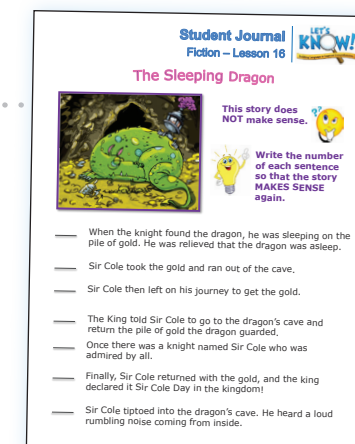 Student Journal
Fiction – Lesson 16
LET'S
KNOW!
The Sleeping Dragon
This story does
NOT make sense.
??
Write the number
of each sentence
so that the story
MAKES SENSE
again.
When the knight found the dragon, he was sleeping on the
pile of gold. He was relieved that the dragon was asleep.
Sir Cole took the gold and ran out of the cave.
Sir Cole then left on his journey to get the gold.
The King told Sir Cole to go to the dragon's cave and
return the pile of gold the dragon guarded.
Once there was a knight named Sir Cole who was
admired by all.
Finally, Sir Cole returned with the gold, and the king
declared it Sir Cole Day in the kingdom!
Sir Cole tiptoed into the dragon's cave. He heard a loud
rumbling noise coming from inside.